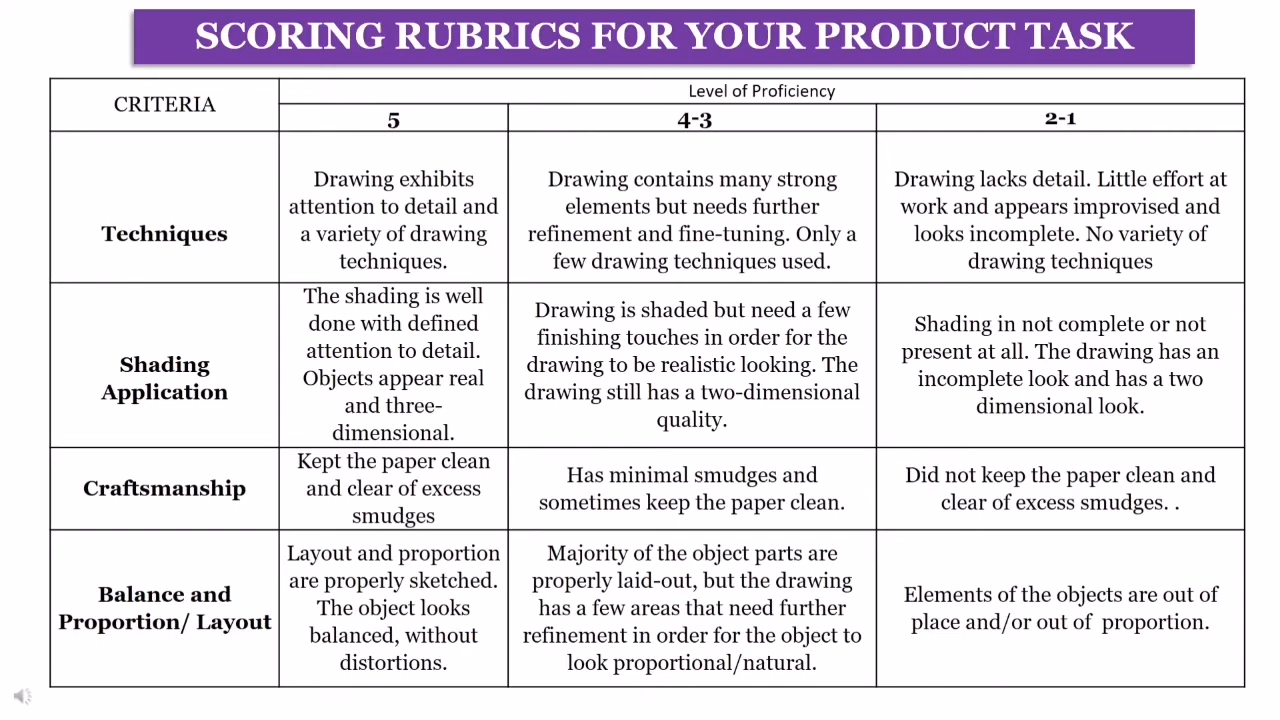 SCORING RUBRICS FOR YOUR PRODUCT TASK
CRITERIA
Level of Proficiency
5
4-3
2-1
Techniques
Drawing exhibits
attention to detail and
a variety of drawing
techniques.
Drawing contains many strong
elements but needs further
refinement and fine-tuning. Only a
few drawing techniques used.
Drawing lacks detail. Little effort at
work and appears improvised and
looks incomplete. No variety of
drawing techniques
Shading
Application
The shading is well
done with defined
attention to detail.
Objects appear real
and three-
dimensional.
Drawing is shaded but need a few
finishing touches in order for the
drawing to be realistic looking. The
drawing still has a two-dimensional
quality.
Shading in not complete or not
present at all. The drawing has an
incomplete look and has a two
dimensional look.
Craftsmanship
Kept the paper clean
and clear of excess
smudges
Has minimal smudges and
sometimes keep the paper clean.
Did not keep the paper clean and
clear of excess smudges. .
Balance and
Proportion/ Layout
Layout and proportion
are properly sketched.
The object looks
balanced, without
distortions.
Majority of the object parts are
properly laid-out, but the drawing
has a few areas that need further
refinement in order for the object to
look proportional/natural.
Elements of the objects are out of
place and/or out of  proportion.